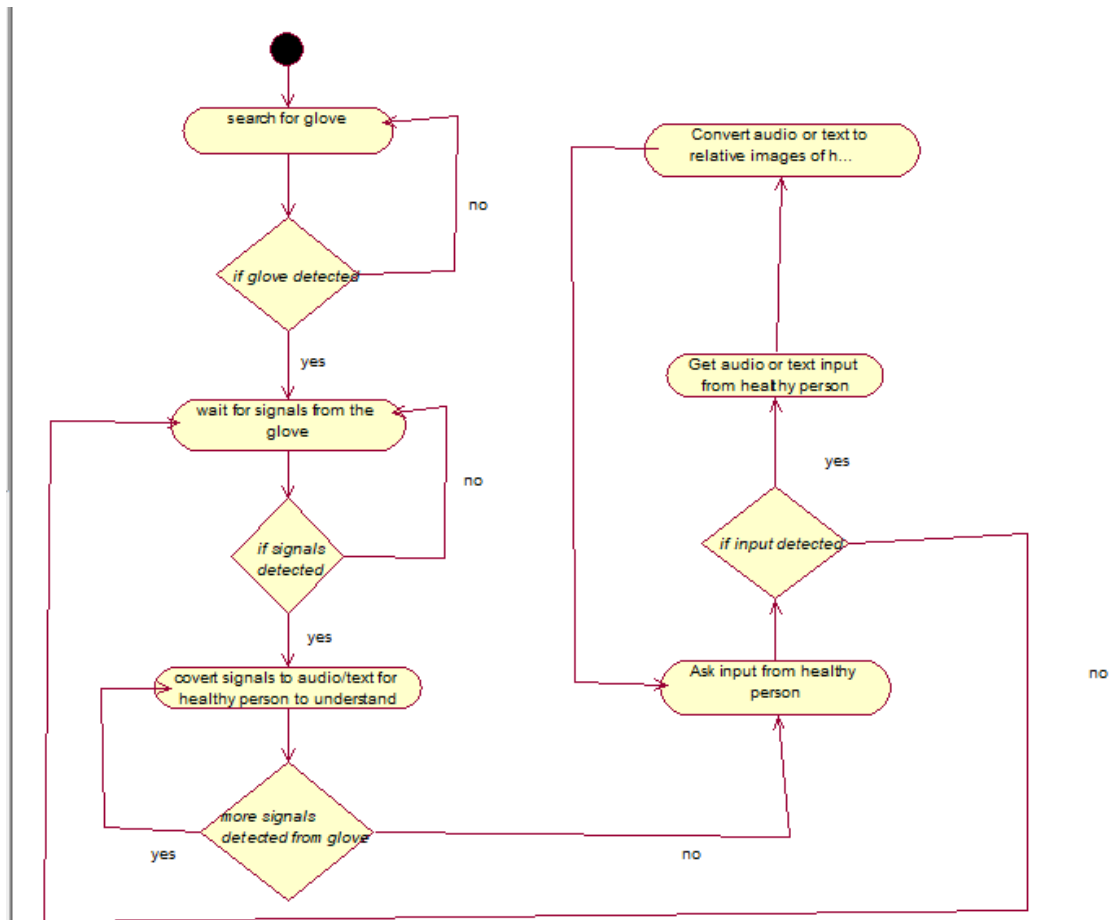 search for glove
no
if glove detected
yes
wait for signals from the
glove
no
if signals
detected
yes
covert signals to audio/text for
healthy person to understand
more signals
detected from glove
yes
no
Convert audio or text to
relative images of h...
Get audio or text input
from healthy person
yes
if input detected
Ask input from healthy
person
no